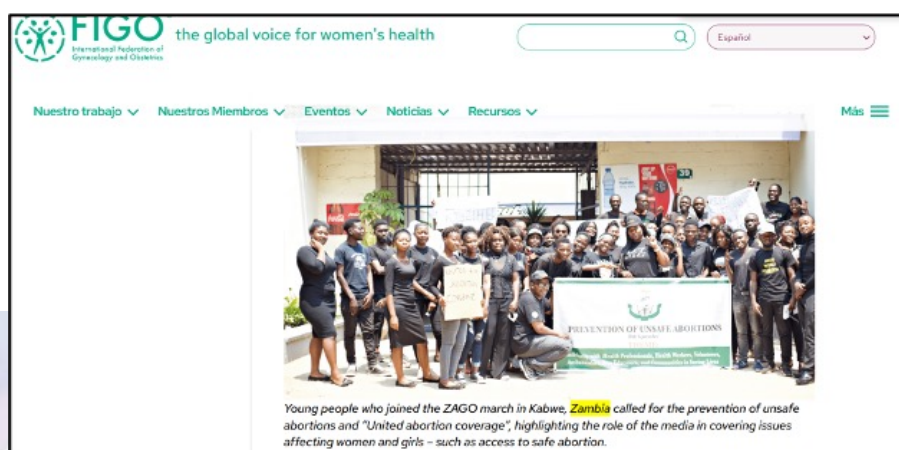 FIGO
International Federation of
Gynecology and Obstetrics
the global voice for women's health
Español
Nuestro trabajo
Nuestros Miembros
Eventos
Noticias
Recursos
Más
39
Coca-Cola
PREVENTION OF UNSAFE ABORTIONS
Young people who joined the ZAGO march in Kabwe, Zambia called for the prevention of unsafe
abortions and "United abortion coverage", highlighting the role of the media in covering issues
affecting women and girls – such as access to safe abortion.